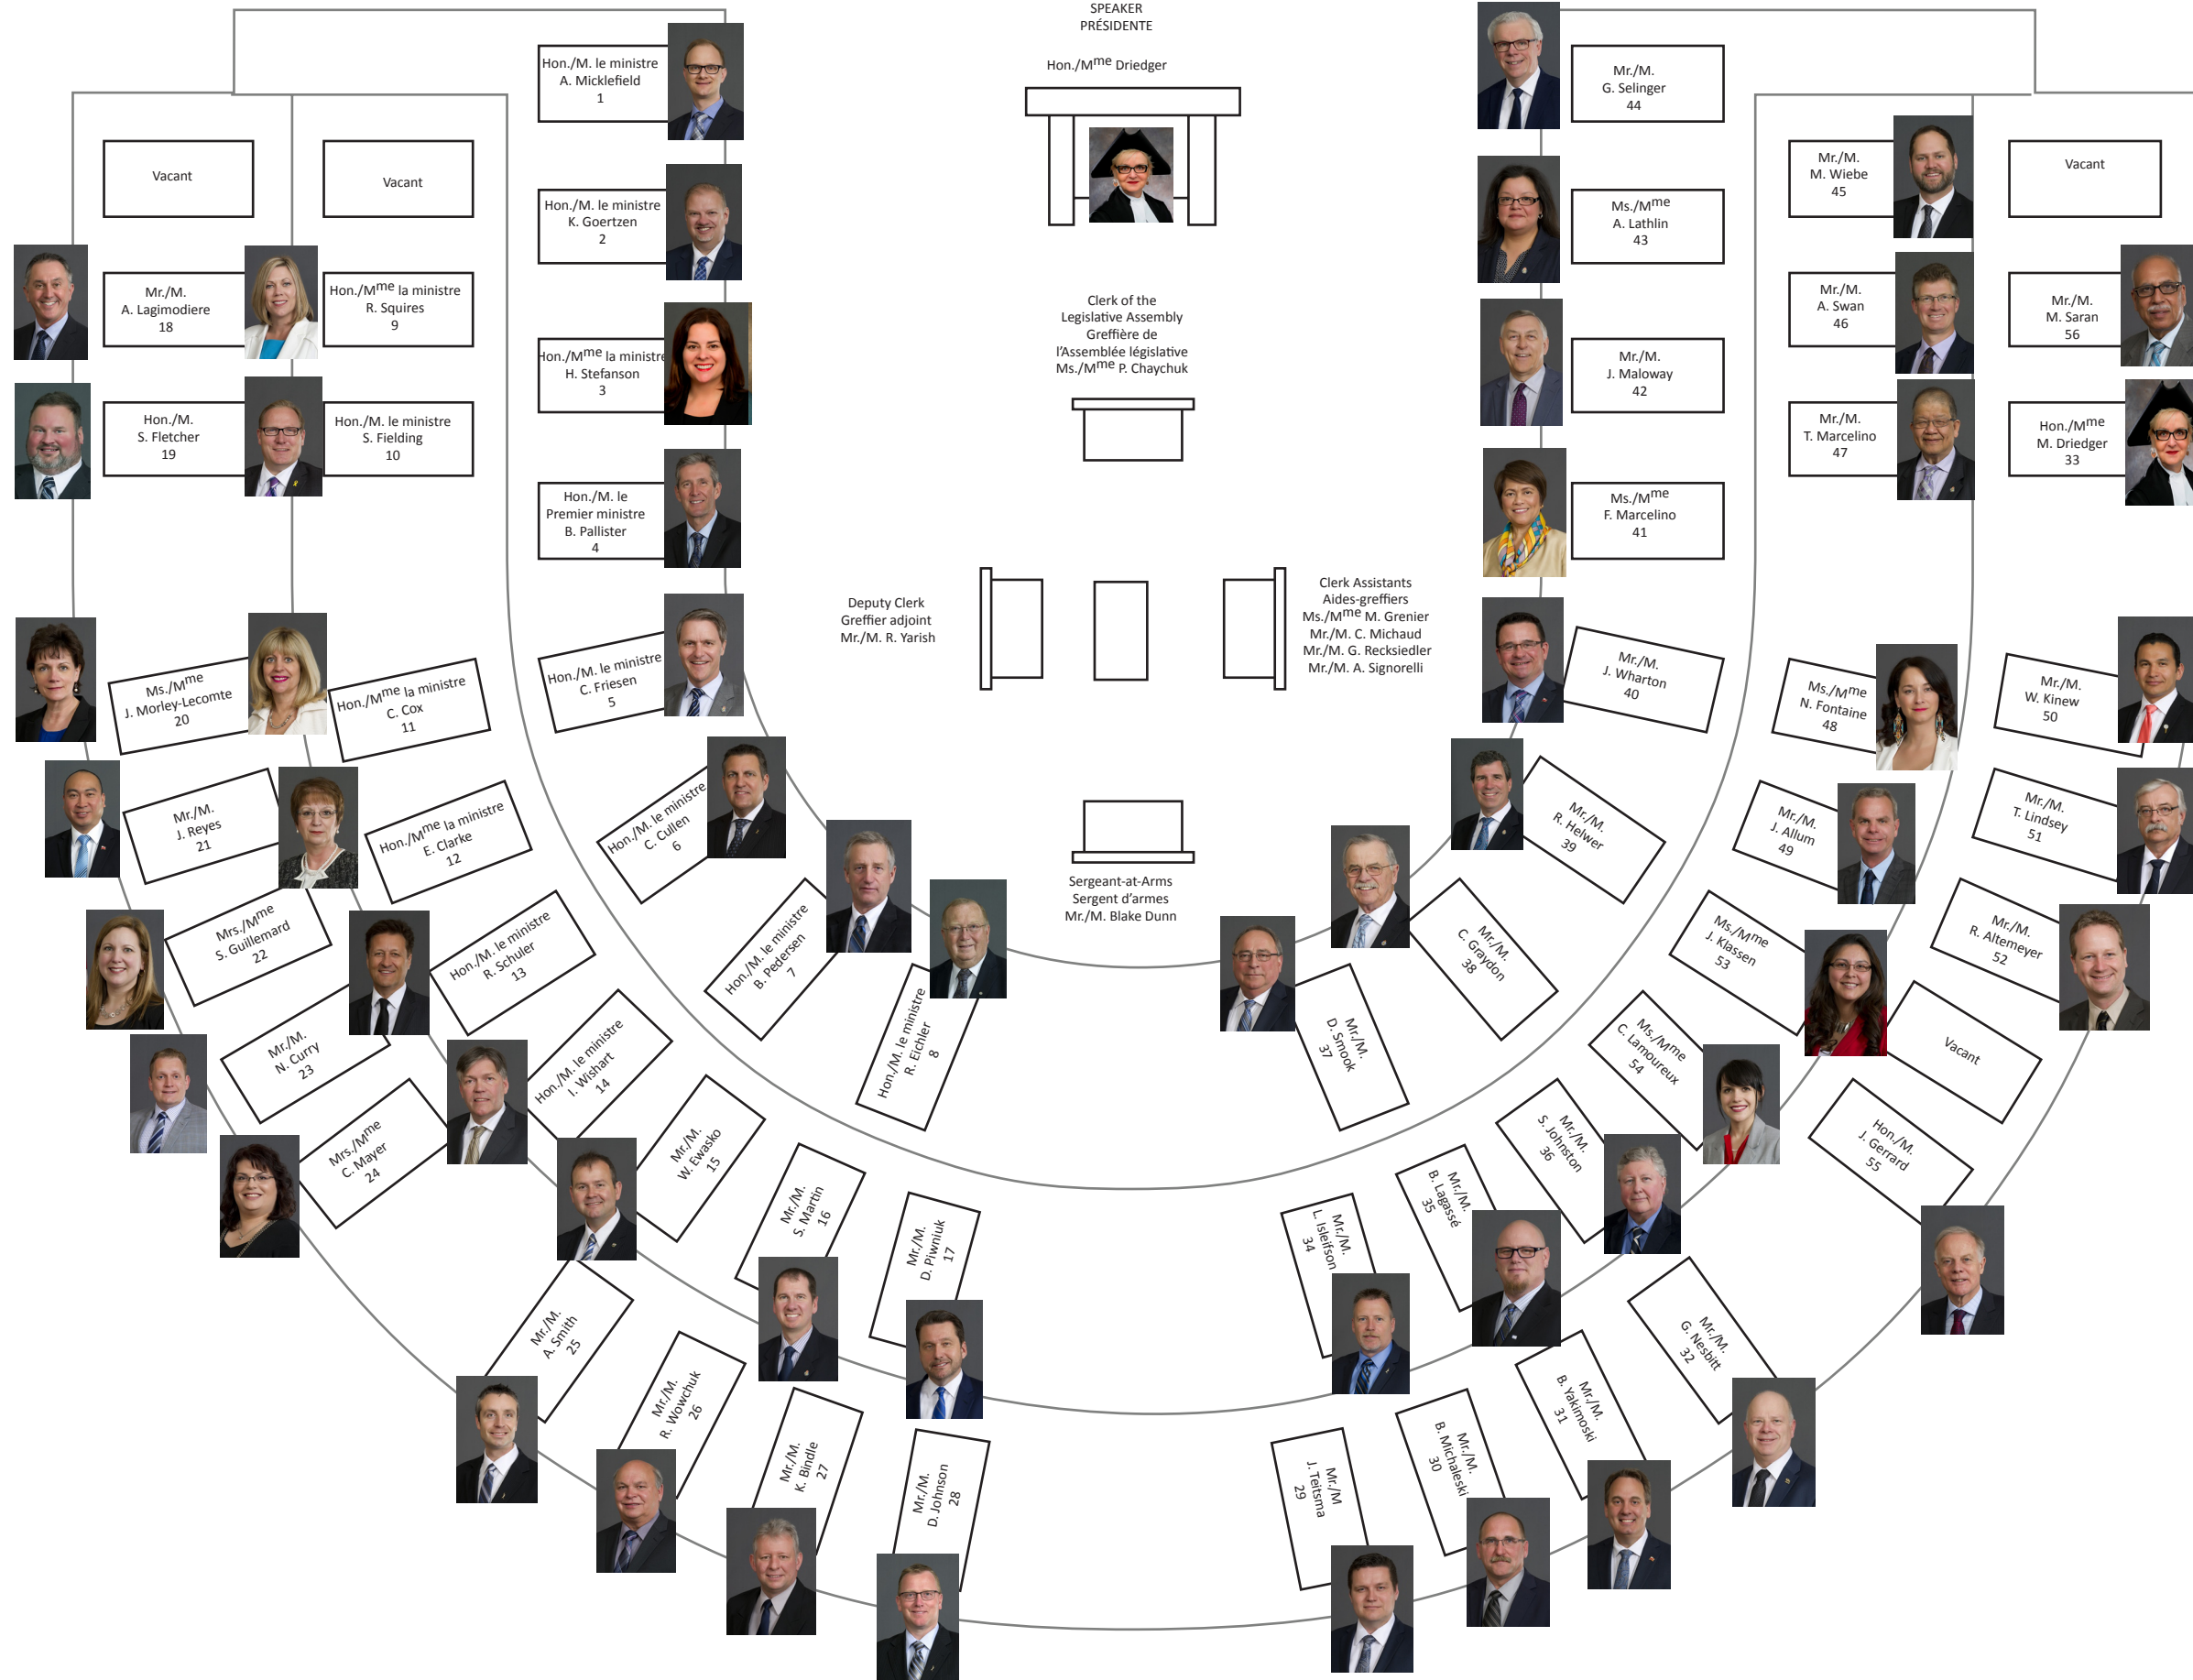 SPEAKER
PRÉSIDENTE
Hon./Mme Driedger
Hon./M. le ministre
A. Micklefield
1
Mr./M.
G. Selinger
44
Vacant
Vacant
Mr./M.
M. Wiebe
45
Vacant
Hon./M. le ministre
K. Goertzen
2
Ms./Mme
A. Lathlin
43
Mr./M.
A. Lagimodiere
18
Hon./Mme la ministre
R. Squires
9
Hon./Mme la ministre
H. Stefanson
3
Clerk of the
Legislative Assembly
Greffière de
l'Assemblée législative
Ms./Mme P. Chaychuk
Mr./M.
J. Maloway
42
Mr./M.
A. Swan
46
Mr./M.
M. Saran
56
Hon./M.
S. Fletcher
19
Hon./M. le ministre
S. Fielding
10
Hon./M. le
Premier ministre
B. Pallister
4
Ms./Mme
F. Marcelino
41
Mr./M.
T. Marcelino
47
Hon./Mme
M. Driedger
33
Deputy Clerk
Greffier adjoint
Mr./M. R. Yarish
Clerk Assistants
Aides-greffiers
Ms./Mme M. Grenier
Mr./M. C. Michaud
Mr./M. G. Recksiedler
Mr./M. A. Signorelli
Ms./Mme
J. Morley-Lecomte
20
Hon./Mme la ministre
C. Cox
11
Hon./M. le ministre
C. Friesen
5
Mr./M.
J. Wharton
40
Ms./Mme
N. Fontaine
48
Mr./M.
W. Kinew
50
Mr./M.
J. Reyes
21
Hon./Mme la ministre
E. Clarke
12
Hon./M. le ministre
C. Cullen
6
Mr./M.
R. Helwer
39
Mr./M.
J. Allum
49
Mr./M.
T. Lindsey
51
Sergeant-at-Arms
Sergent d'armes
Mr./M. Blake Dunn
Mrs./Mme
S. Guillemard
22
Hon./M. le ministre
R. Schuler
13
Hon./M. le ministre
B. Pedersen
7
Hon./M. le ministre
R. Eichler
8
Mr./M.
D. Smook
37
Mr./M.
C. Graydon
38
Ms./Mme
J. Klassen
53
Mr./M.
R. Altemeyer
52
Mr./M.
N. Curry
23
Hon./M. le ministre
I. Wishart
14
Ms./Mme
C. Lamoureux
54
Vacant
Mrs./Mme
C. Mayer
24
Mr./M.
W. Ewasko
15
Mr./M.
S. Martin
16
Mr./M.
D. Piwniuk
17
Mr./M.
L. Isleifson
34
Mr./M.
B. Lagassé
35
Mr./M.
S. Johnston
36
Hon./M.
J. Gerrard
55
Mr./M.
A. Smith
25
Mr./M.
R. Wowchuk
26
Mr./M.
K. Bindle
27
Mr./M.
D. Johnson
28
Mr./M
J. Teitsma
29
Mr./M.
B. Michaleski
30
Mr./M.
B. Yakimoski
31
Mr./M.
G. Nesbitt
32